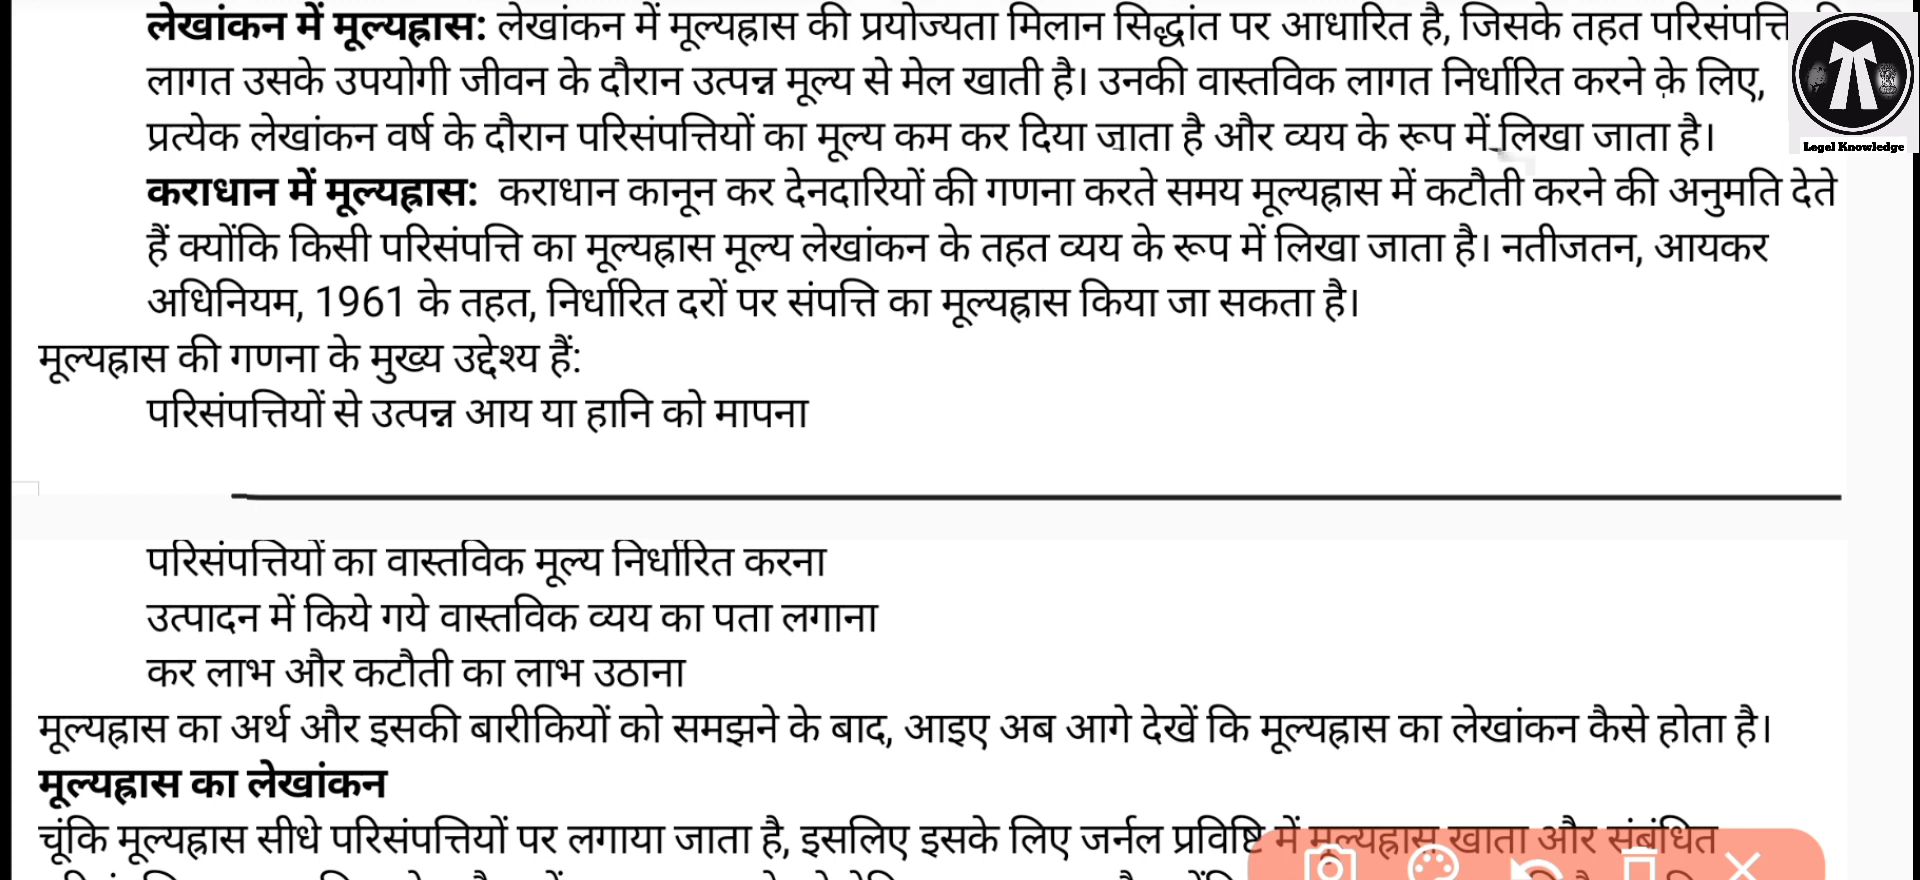 लेखांकन में मूल्यह्रास: लेखांकन में मूल्यह्रास की प्रयोज्यता मिलान सिद्धांत पर आधारित है, जिसके तहत परिसंपत्ति
लागत उसके उपयोगी जीवन के दौरान उत्पन्न मूल्य से मेल खाती है। उनकी वास्तविक लागत निर्धारित करने के लिए,
प्रत्येक लेखांकन वर्ष के दौरान परिसंपत्तियों का मूल्य कम कर दिया जाता है और व्यय के रूप में लिखा जाता है।
Legel Knowledge
कराधान में मूल्यह्रास: कराधान कानून कर देनदारियों की गणना करते समय मूल्यह्रास में कटौती करने की अनुमति देते
हैं क्योंकि किसी परिसंपत्ति का मूल्यह्रास मूल्य लेखांकन के तहत व्यय के रूप में लिखा जाता है। नतीजतन, आयकर
अधिनियम, 1961 के तहत, निर्धारित दरों पर संपत्ति का मूल्यह्रास किया जा सकता है।
मूल्यह्रास की गणना के मुख्य उद्देश्य हैं:
परिसंपत्तियों से उत्पन्न आय या हानि को मापना
परिसंपत्तियों का वास्तविक मूल्य निर्धारित करना
उत्पादन में किये गये वास्तविक व्यय का पता लगाना
कर लाभ और कटौती का लाभ उठाना
मूल्यह्रास का अर्थ और इसकी बारीकियों को समझने के बाद, आइए अब आगे देखें कि मूल्यह्रास का लेखांकन कैसे होता है।
मूल्यह्रास का लेखांकन
चूंकि मूल्यह्रास सीधे परिसंपत्तियों पर लगाया जाता है, इसलिए इसके लिए जर्नल प्रविष्टि में मूल्यह्रास खाता और संबंधित